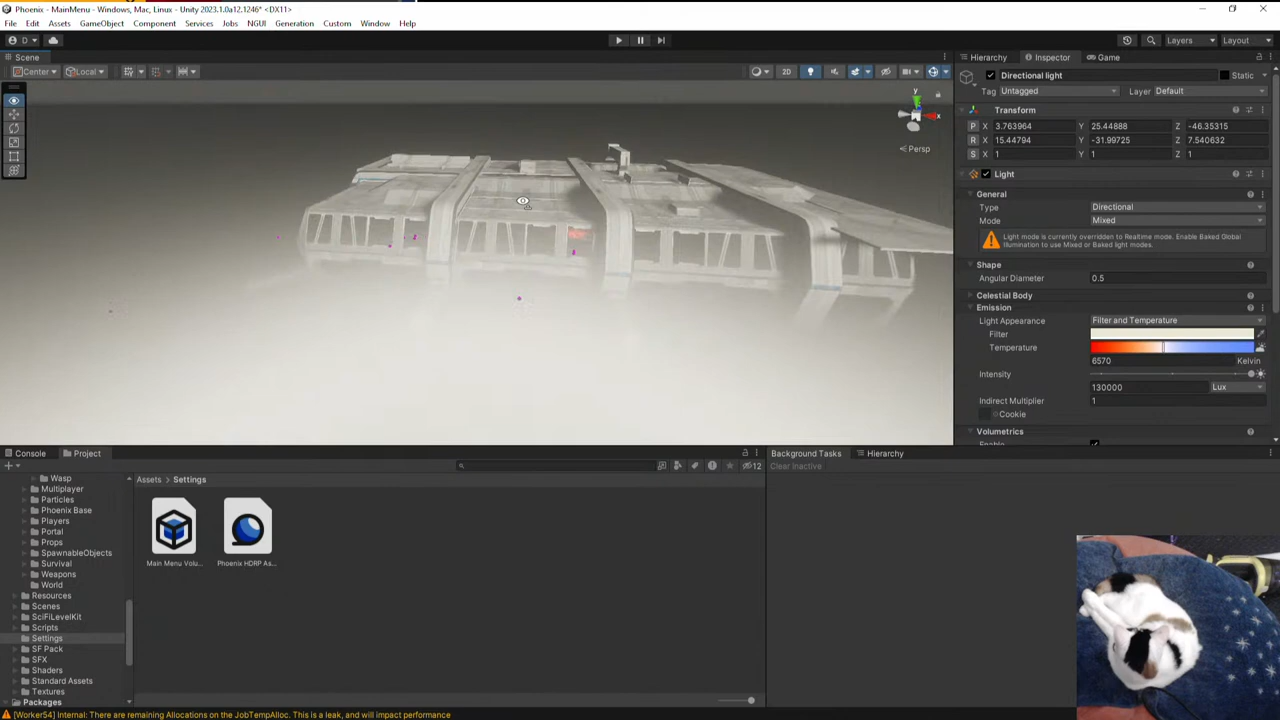 Phoenix - MainMenu - Windows, Mac, Linux - Unity 2023.1.0a12.1246* <DX11>
File Edit Assets GameObject Component Services Jobs NGUI Generation Custom Window Help
D
Layers Layout
Scene
Hierarchy Inspector Game
Center Local
2D
Directional light Static
Tag Untagged Layer Default
Transform
P X 3.763964 Y 25.44888 Z -46.35315
R X 15.44794 Y -31.99725 Z 7.540632
S X 1 Y 1 Z 1
y
x
Persp
Light
General
Type Directional
Mode Mixed
Light mode is currently overridden to Realtime mode. Enable Baked Global
Illumination to use Mixed or Baked light modes.
Shape
Angular Diameter 0.5
Celestial Body
Emission
Light Appearance Filter and Temperature
Filter
Temperature
6570 Kelvin
Intensity
130000 Lux
Indirect Multiplier 1
Cookie
Volumetrics
Enable
Console Project
12
Background Tasks Hierarchy
Clear Inactive
Assets > Settings
Main Menu Volu...
Phoenix HDRP As...
Wasp
Multiplayer
Particles
Phoenix Base
Players
Portal
Props
SpawnableObjects
Survival
Weapons
World
Resources
Scenes
SciFiLevelKit
Scripts
Settings
SF Pack
SFX
Shaders
Standard Assets
Textures
Packages
[Worker54] Internal: There are remaining Allocations on the JobTempAlloc. This is a leak, and will impact performance